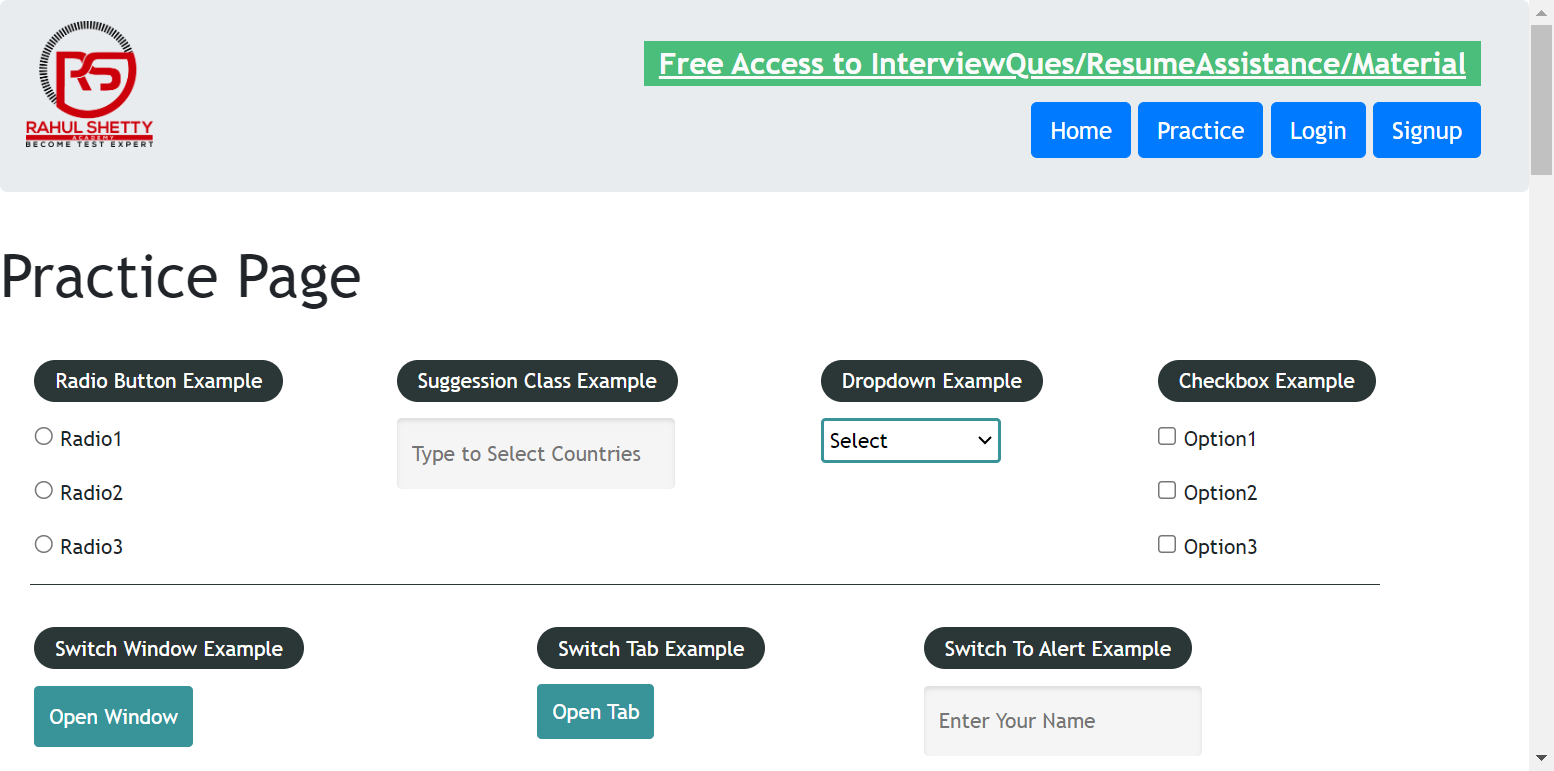 RS
RAHUL SHETTY
ACADEMY
BECOME TEST EXPERT
Free Access to InterviewQues/ResumeAssistance/Material
Home Practice Login Signup
Practice Page
Radio Button Example
Radio1
Radio2
Radio3
Suggession Class Example
Type to Select Countries
Dropdown Example
Select
Checkbox Example
Option1
Option2
Option3
Switch Window Example
Open Window
Switch Tab Example
Open Tab
Switch To Alert Example
Enter Your Name